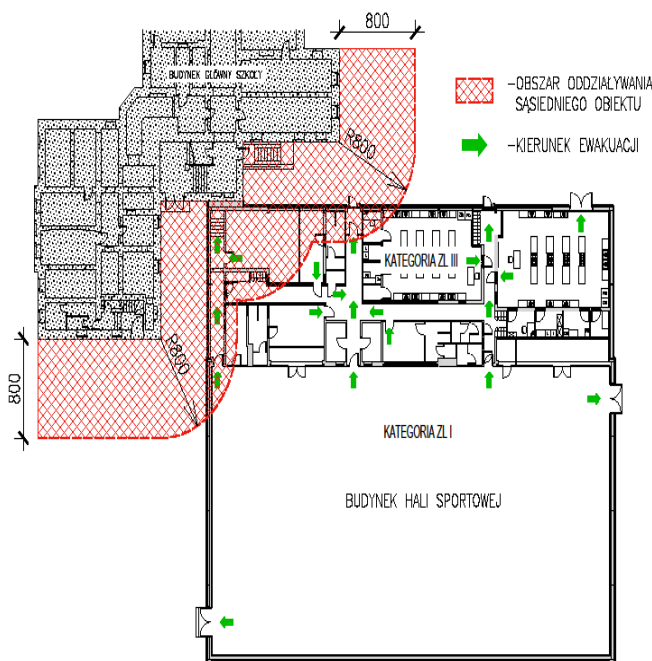 800
BUDYNEK GŁÓWNY SZKOŁY
-OBSZAR ODDZIAŁYWANIA
SĄSIEDNIEGO OBIEKTU
-KIERUNEK EWAKUACJI
R800
KATEGORIA ZL III
R800
800
KATEGORIA ZL I
BUDYNEK HALI SPORTOWEJ